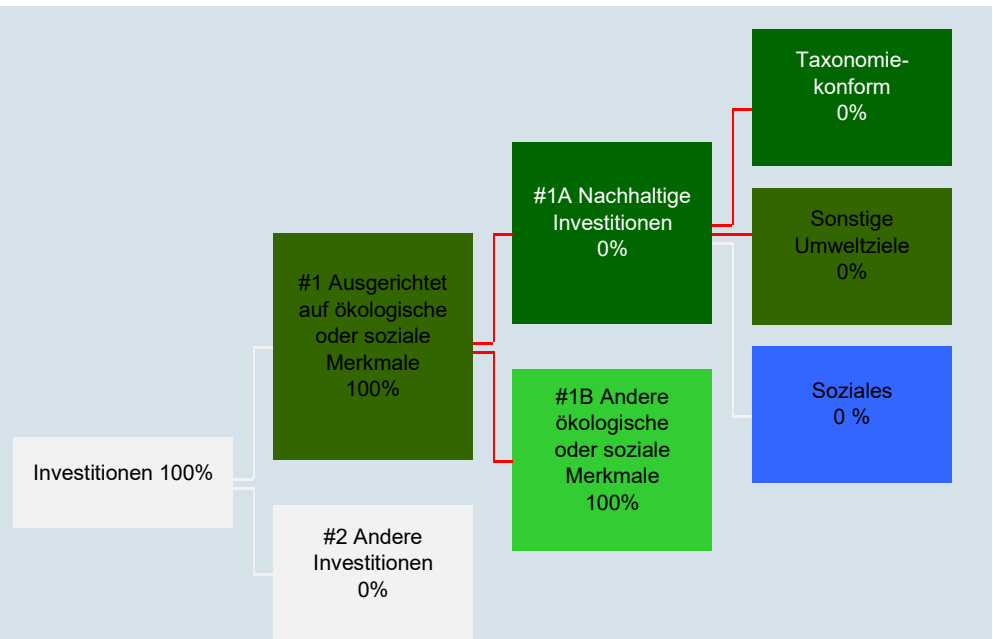 Investitionen 100%
#1 Ausgerichtet
auf ökologische
oder soziale
Merkmale
100%
#2 Andere
Investitionen
0%
#1A Nachhaltige
Investitionen
0%
#1B Andere
ökologische
oder soziale
Merkmale
100%
Taxonomie-
konform
0%
Sonstige
Umweltziele
0%
Soziales
0 %